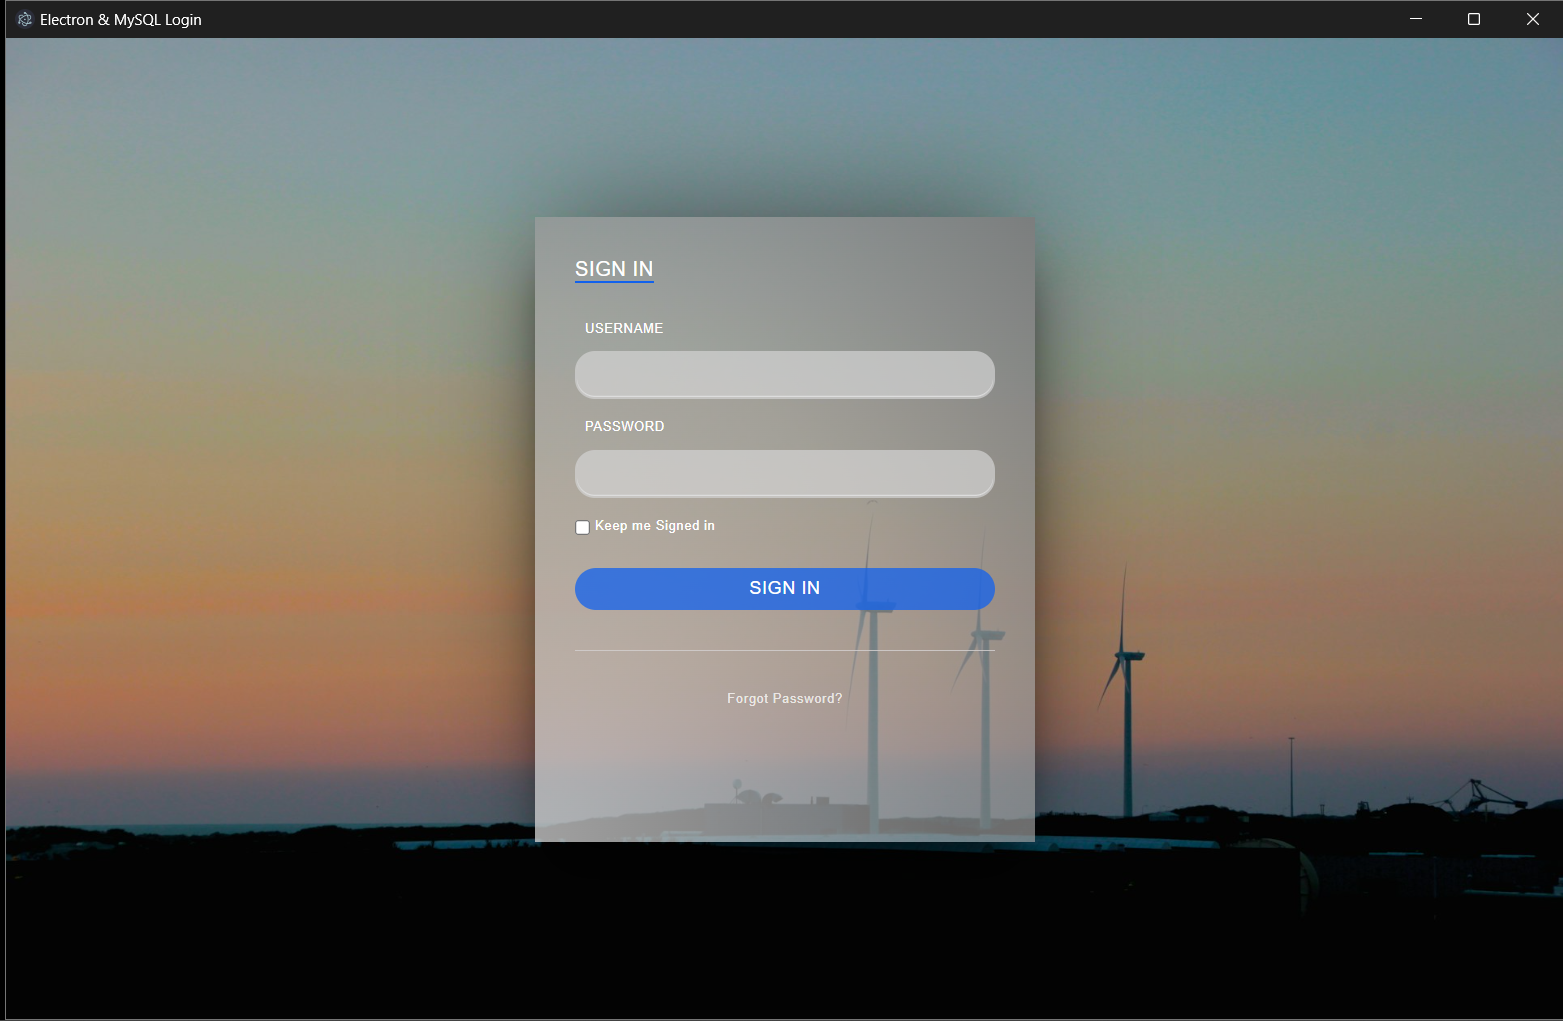 Electron & MySQL Login
SIGN IN
USERNAME
PASSWORD
Keep me Signed in
SIGN IN
Forgot Password?